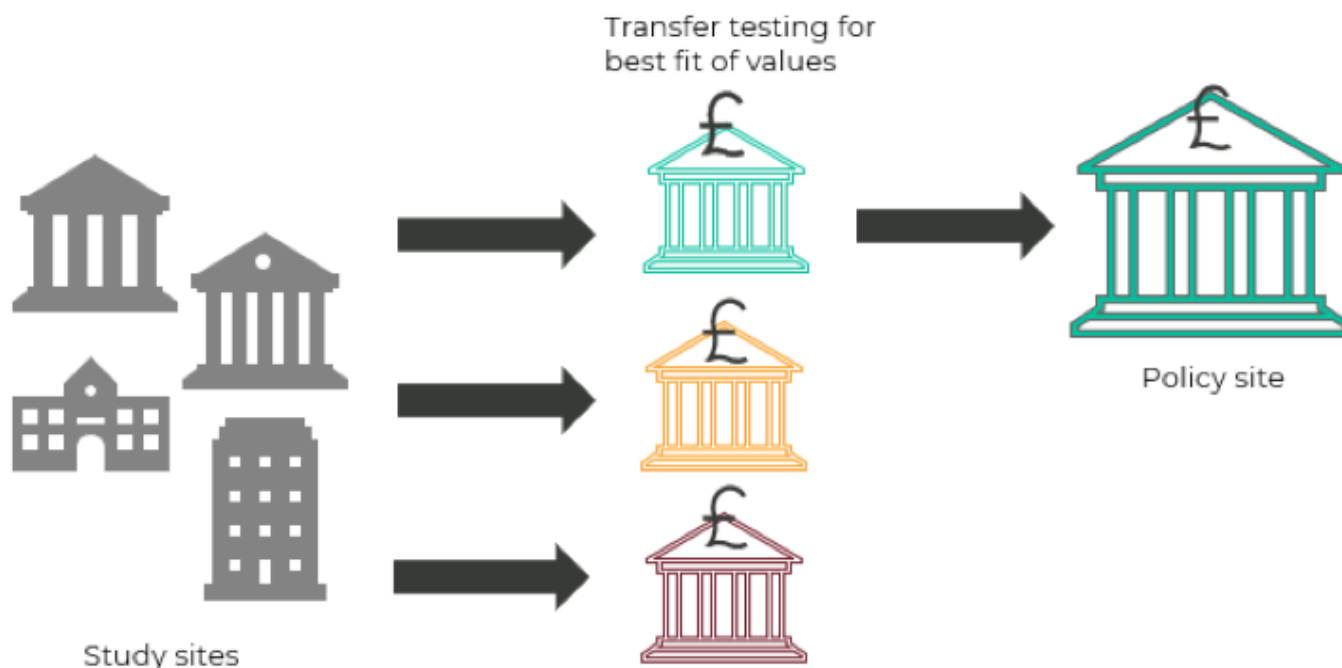 Transfer testing for
best fit of values
£
£
£
£
Policy site
Study sites